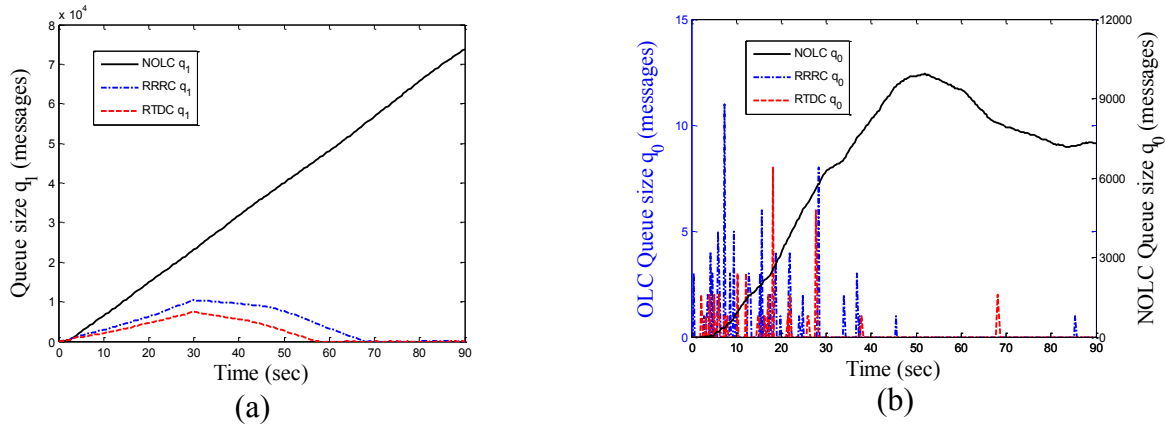 x 10⁴
8
7
6
5
4
3
2
1
0
Queue size q₁ (messages)
NOLC q₁
RRRC q₁
RTDC q₁
0 10 20 30 40 50 60 70 80 90
Time (sec)
(a)
15
10
5
0
OLC Queue size q₀ (messages)
NOLC q₀
RRRC q₀
RTDC q₀
12000
9000
6000
3000
0
NOLC Queue size q₀ (messages)
0 10 20 30 40 50 60 70 80 90
Time (sec)
(b)